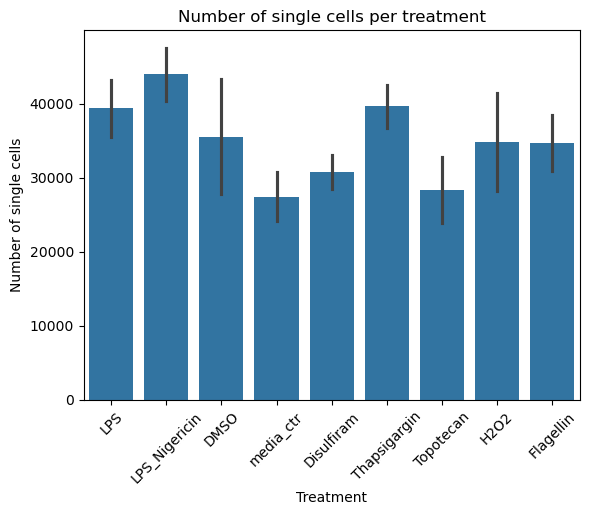 Number of single cells per treatment
Number of single cells
40000
30000
20000
10000
0
LPS
LPS_Nigericin
DMSO
media_ctr
Disulfiram
Thapsigargin
Topotecan
H2O2
Flagellin
Treatment